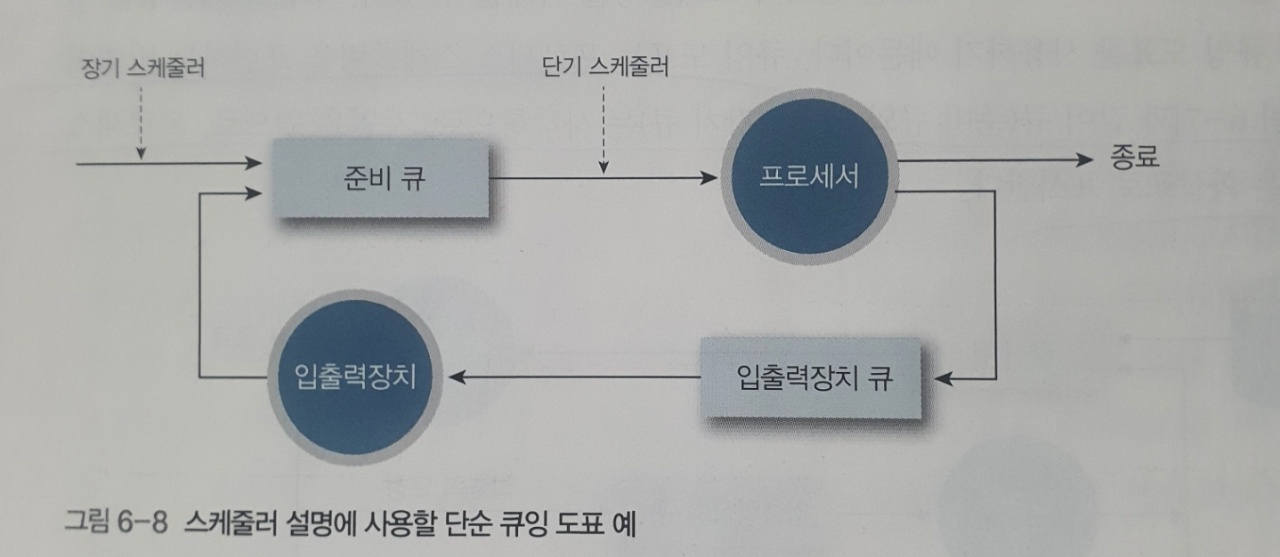 장기 스케줄러
단기 스케줄러
준비 큐
프로세서
종료
입출력장치
입출력장치 큐
그림 6-8 스케줄러 설명에 사용할 단순 큐잉 도표 예